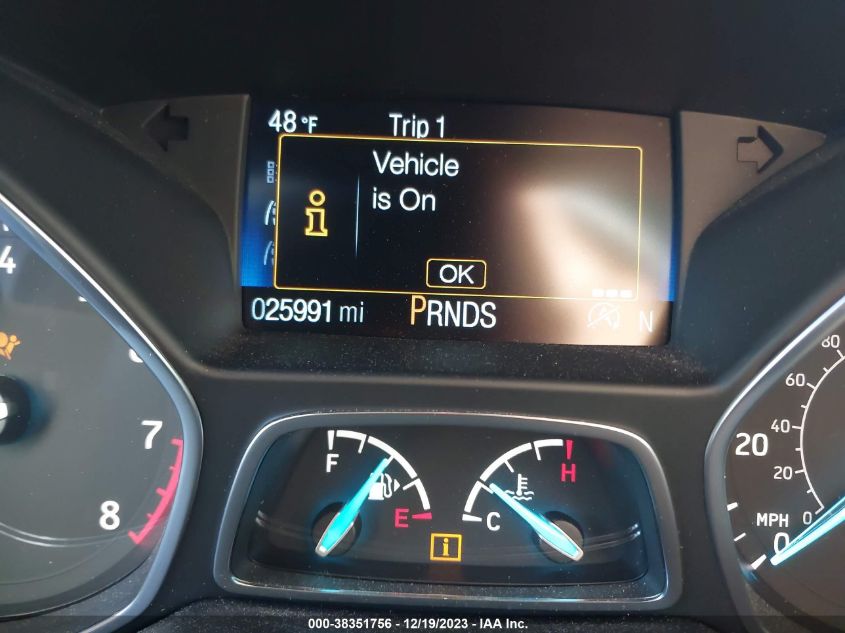 48 °F Trip 1
Vehicle
is On
OK
025991 mi PRNDS N
4
7
8
F
E
C
H
80
60
40
20
20
MPH 0
0
000-38351756 - 12/19/2023 - IAA Inc.